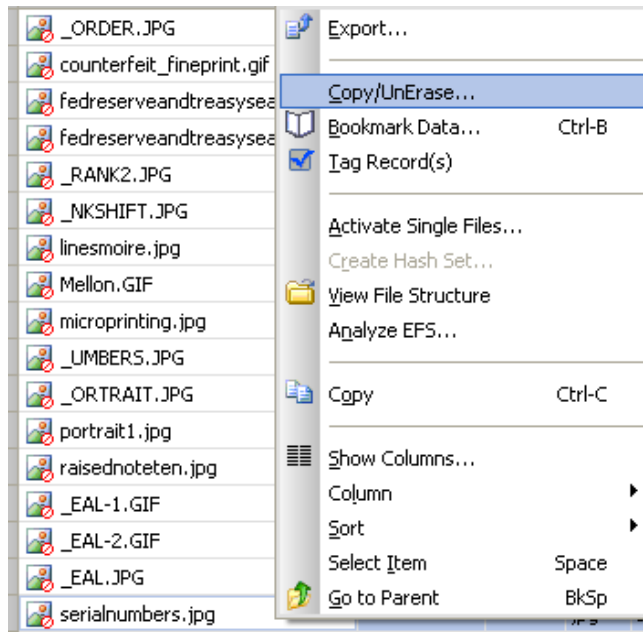 _ORDER.JPG
counterfeit_fineprint.gif
fedreserveandtreasysea
fedreserveandtreasysea
_RANK2.JPG
_NKSHIFT.JPG
linesmoire.jpg
Mellon.GIF
microprinting.jpg
_UMBERS.JPG
_ORTRAIT.JPG
portrait1.jpg
raisednoteten.jpg
_EAL-1.GIF
_EAL-2.GIF
_EAL.JPG
serialnumbers.jpg
Export...
Copy/UnErase...
Bookmark Data... Ctrl-B
Tag Record(s)
Activate Single Files...
Create Hash Set...
View File Structure
Analyze EFS...
Copy Ctrl-C
Show Columns...
Column
Sort
Select Item Space
Go to Parent BkSp